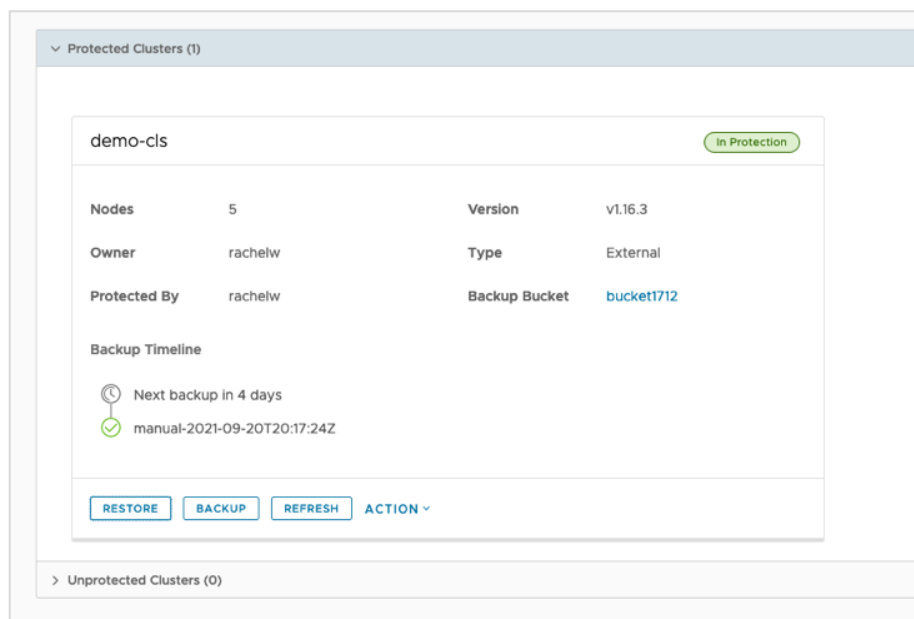 Protected Clusters (1)
demo-cls In Protection
Nodes 5 Version v1.16.3
Owner rachelw Type External
Protected By rachelw Backup Bucket bucket1712
Backup Timeline
Next backup in 4 days
manual-2021-09-20T20:17:24Z
RESTORE BACKUP REFRESH ACTION
Unprotected Clusters (0)